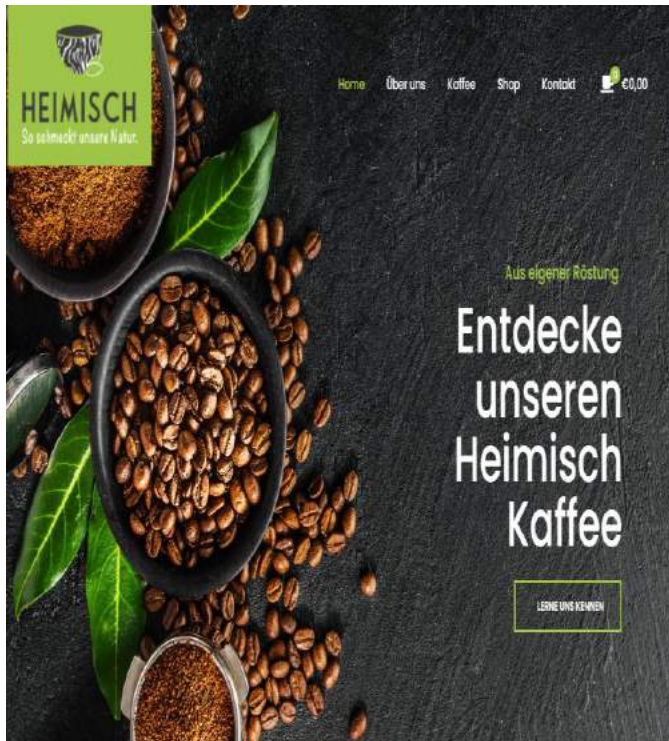 HEIMISCH
So schmeckt unsere Natur.
Home Über uns Kaffee Shop Kontakt 0 €0,00
Aus eigener Röstung
Entdecke
unseren
Heimisch
Kaffee
LERNE UNS KENNEN